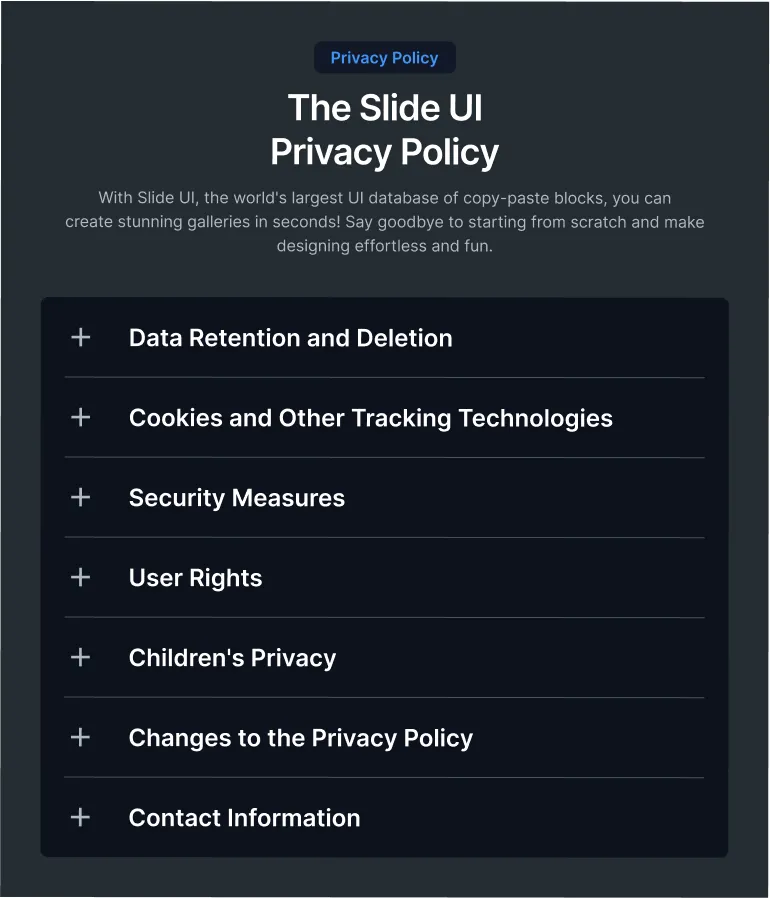 Privacy Policy
The Slide UI
Privacy Policy
With Slide UI, the world's largest UI database of copy-paste blocks, you can
create stunning galleries in seconds! Say goodbye to starting from scratch and make
designing effortless and fun.
Data Retention and Deletion
Cookies and Other Tracking Technologies
Security Measures
User Rights
Children's Privacy
Changes to the Privacy Policy
Contact Information